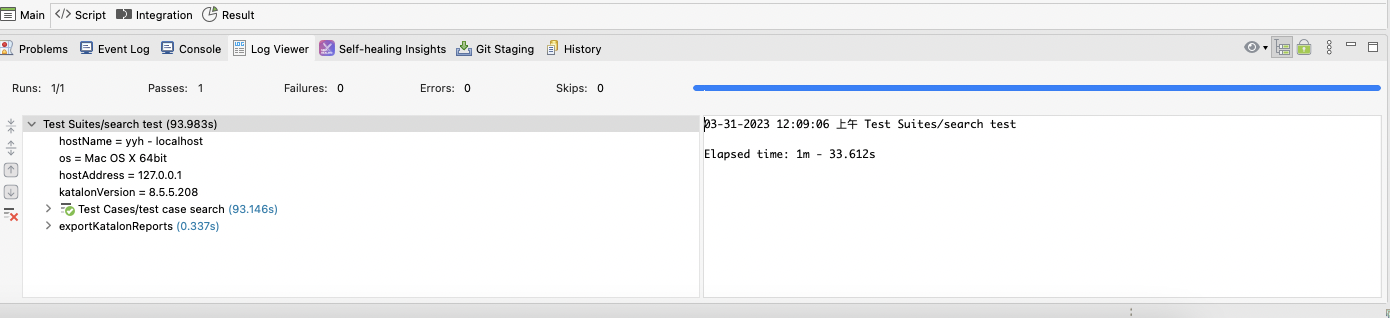 Main Script Integration Result
Problems Event Log Console Log Viewer Self-healing Insights Git Staging History
Runs: 1/1 Passes: 1 Failures: 0 Errors: 0 Skips: 0
Test Suites/search test (93.983s)
hostName = yyh - localhost
os = Mac OS X 64bit
hostAddress = 127.0.0.1
katalonVersion = 8.5.5.208
Test Cases/test case search (93.146s)
exportKatalonReports (0.337s)
03-31-2023 12:09:06 上午 Test Suites/search test
Elapsed time: 1m - 33.612s